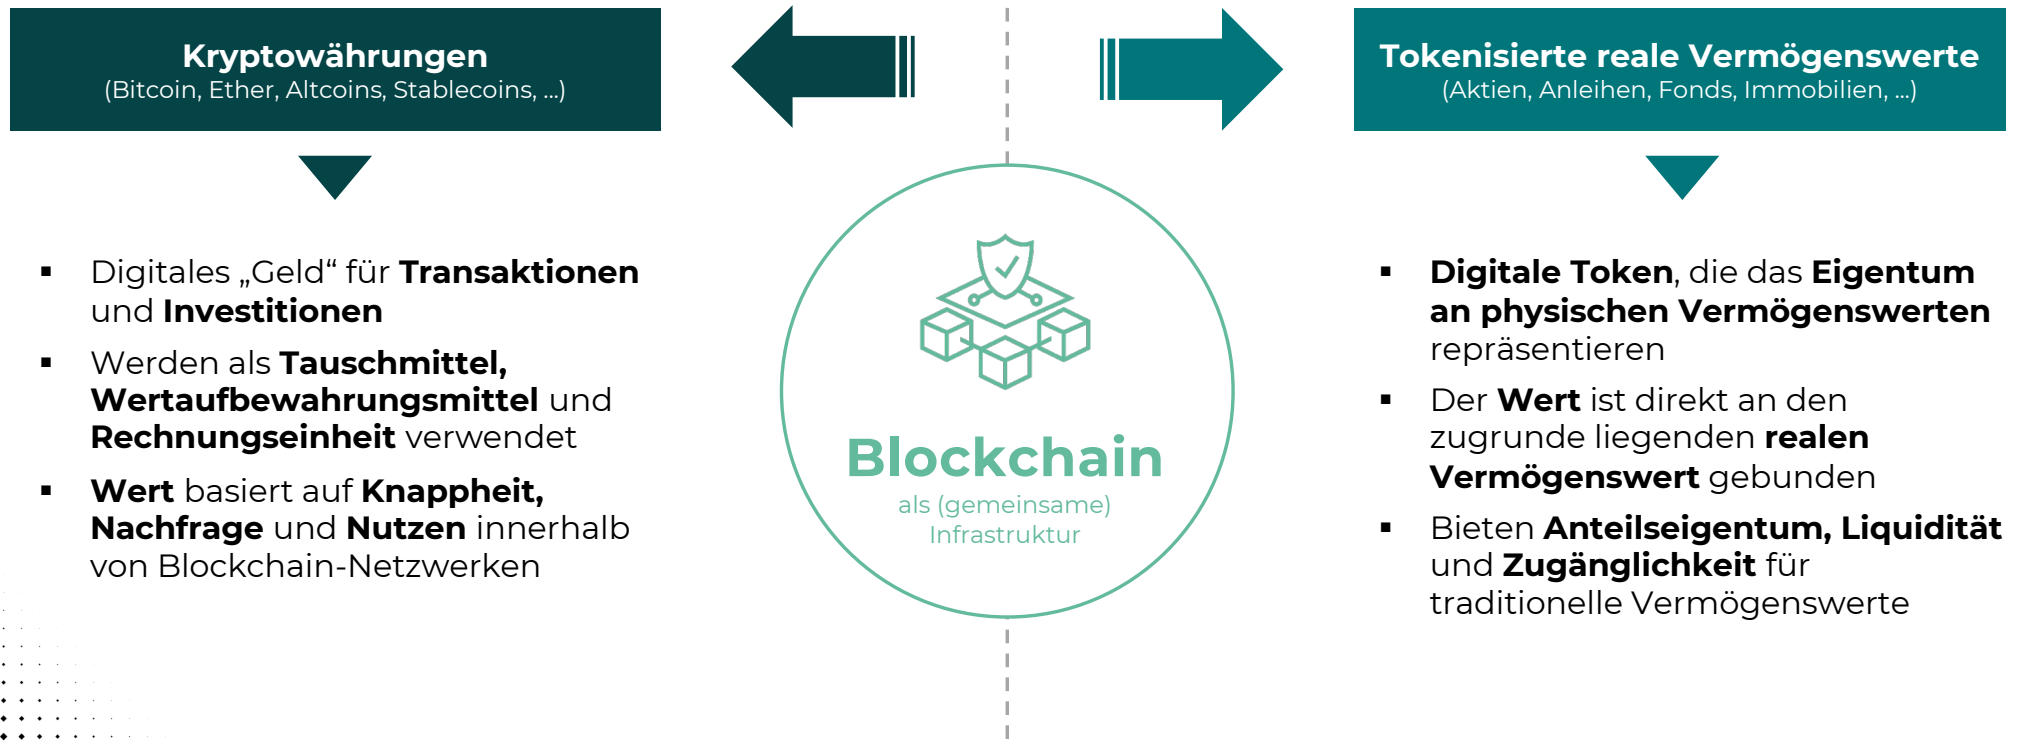 Kryptowährungen
(Bitcoin, Ether, Altcoins, Stablecoins, ...)
▪ Digitales „Geld“ für Transaktionen
und Investitionen
▪ Werden als Tauschmittel,
Wertaufbewahrungsmittel und
Rechnungseinheit verwendet
▪ Wert basiert auf Knappheit,
Nachfrage und Nutzen innerhalb
von Blockchain-Netzwerken
Blockchain
als (gemeinsame)
Infrastruktur
Tokenisierte reale Vermögenswerte
(Aktien, Anleihen, Fonds, Immobilien, ...)
▪ Digitale Token, die das Eigentum
an physischen Vermögenswerten
repräsentieren
▪ Der Wert ist direkt an den
zugrunde liegenden realen
Vermögenswert gebunden
▪ Bieten Anteilseigentum, Liquidität
und Zugänglichkeit für
traditionelle Vermögenswerte